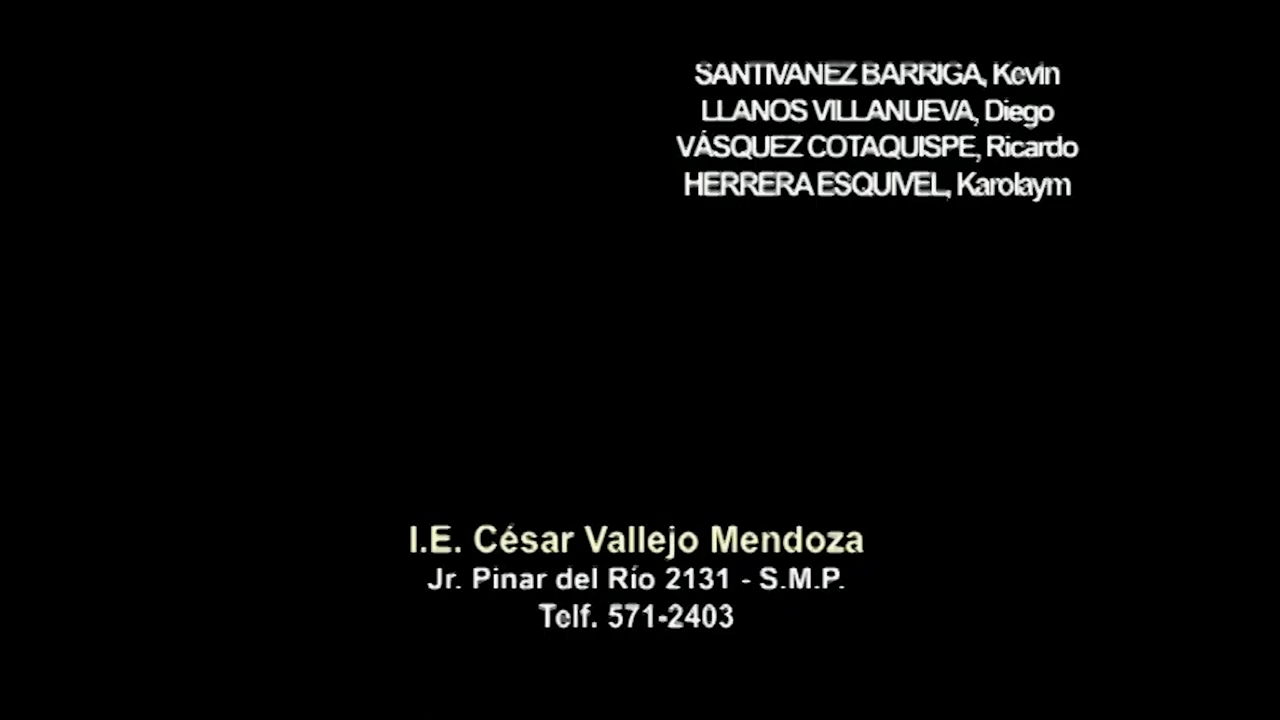 SANTIVANEZ BARRIGA, Kevin
LLANOS VILLANUEVA, Diego
VÁSQUEZ COTAQUISPE, Ricardo
HERRERA ESQUIVEL, Karolaym
I.E. César Vallejo Mendoza
Jr. Pinar del Río 2131 - S.M.P.
Telf. 571-2403